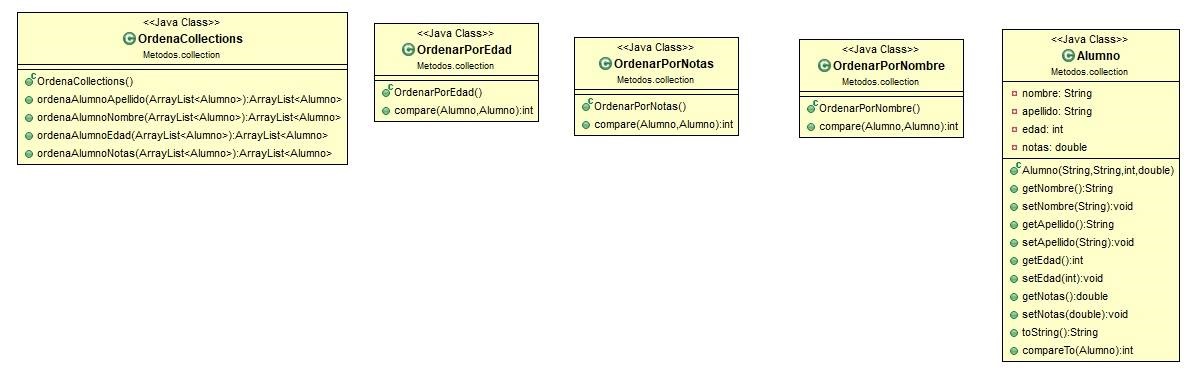 <<Java Class>>
OrdenaCollections
Metodos.collection
OrdenaCollections()
ordenaAlumnoApellido(ArrayList<Alumno>):ArrayList<Alumno>
ordenaAlumnoNombre(ArrayList<Alumno>):ArrayList<Alumno>
ordenaAlumnoEdad(ArrayList<Alumno>):ArrayList<Alumno>
ordenaAlumnoNotas(ArrayList<Alumno>):ArrayList<Alumno>
<<Java Class>>
OrdenarPorEdad
Metodos.collection
OrdenarPorEdad()
compare(Alumno,Alumno):int
<<Java Class>>
OrdenarPorNotas
Metodos.collection
OrdenarPorNotas()
compare(Alumno,Alumno):int
<<Java Class>>
OrdenarPorNombre
Metodos.collection
OrdenarPorNombre()
compare(Alumno,Alumno):int
<<Java Class>>
Alumno
Metodos.collection
nombre: String
apellido: String
edad: int
notas: double
Alumno(String,String,int,double)
getNombre():String
setNombre(String):void
getApellido():String
setApellido(String):void
getEdad():int
setEdad(int):void
getNotas():double
setNotas(double):void
toString():String
compareTo(Alumno):int